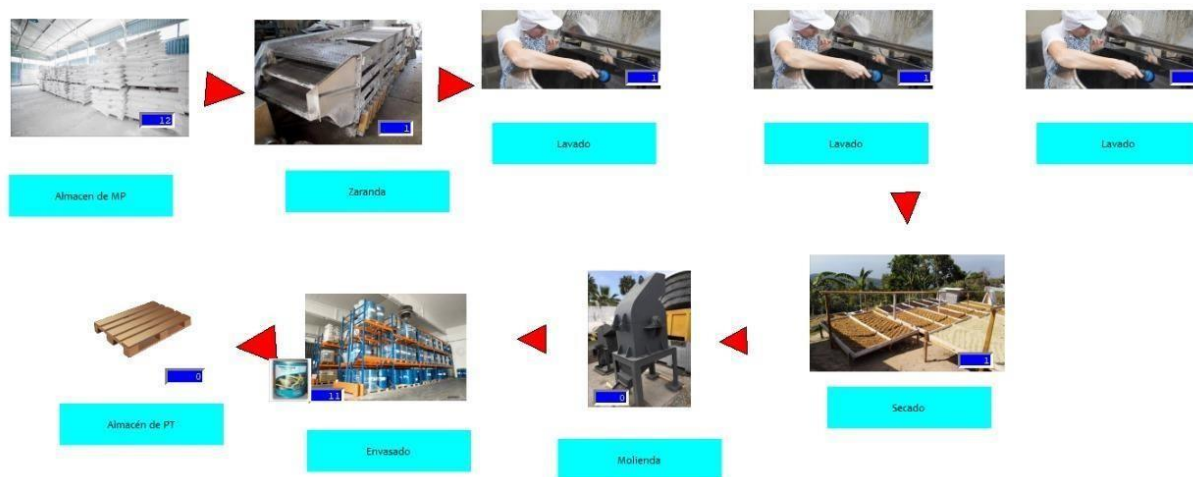 12
1
1
1
1
Almacen de MP
Zaranda
Lavado
Lavado
Lavado
0
11
0
1
Almacén de PT
Envasado
Molienda
Secado